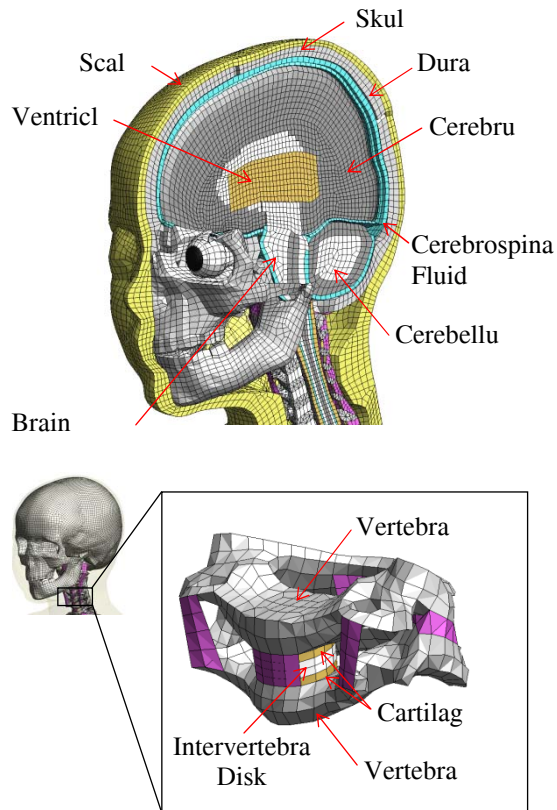 Skul
Scal
Dura
Ventricl
Cerebru
Cerebrospina
Fluid
Cerebellu
Brain
Vertebra
Cartilag
Intervertebra
Disk
Vertebra